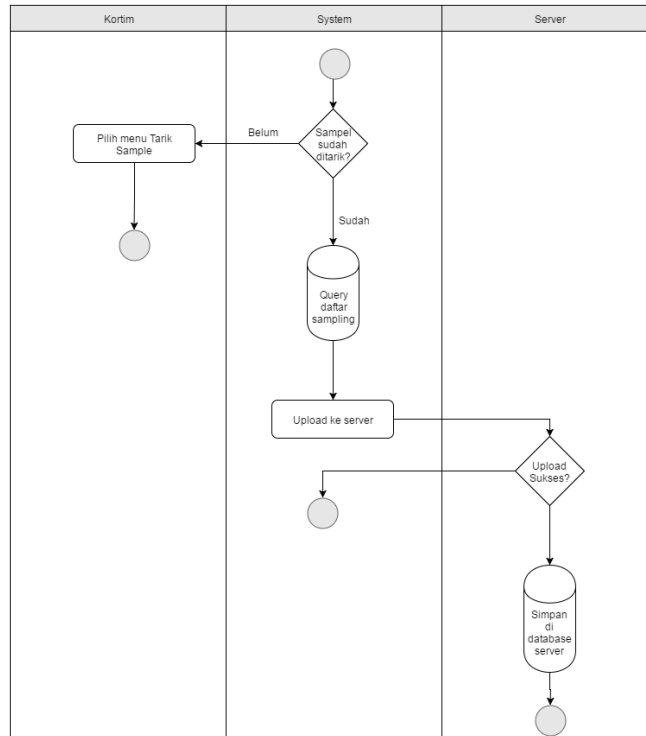 Kortim
System
Server
Sampel
sudah
ditarik?
Belum
Pilih menu Tarik
Sample
Sudah
Query
daftar
sampling
Upload ke server
Upload
Sukses?
Simpan
di
database
server